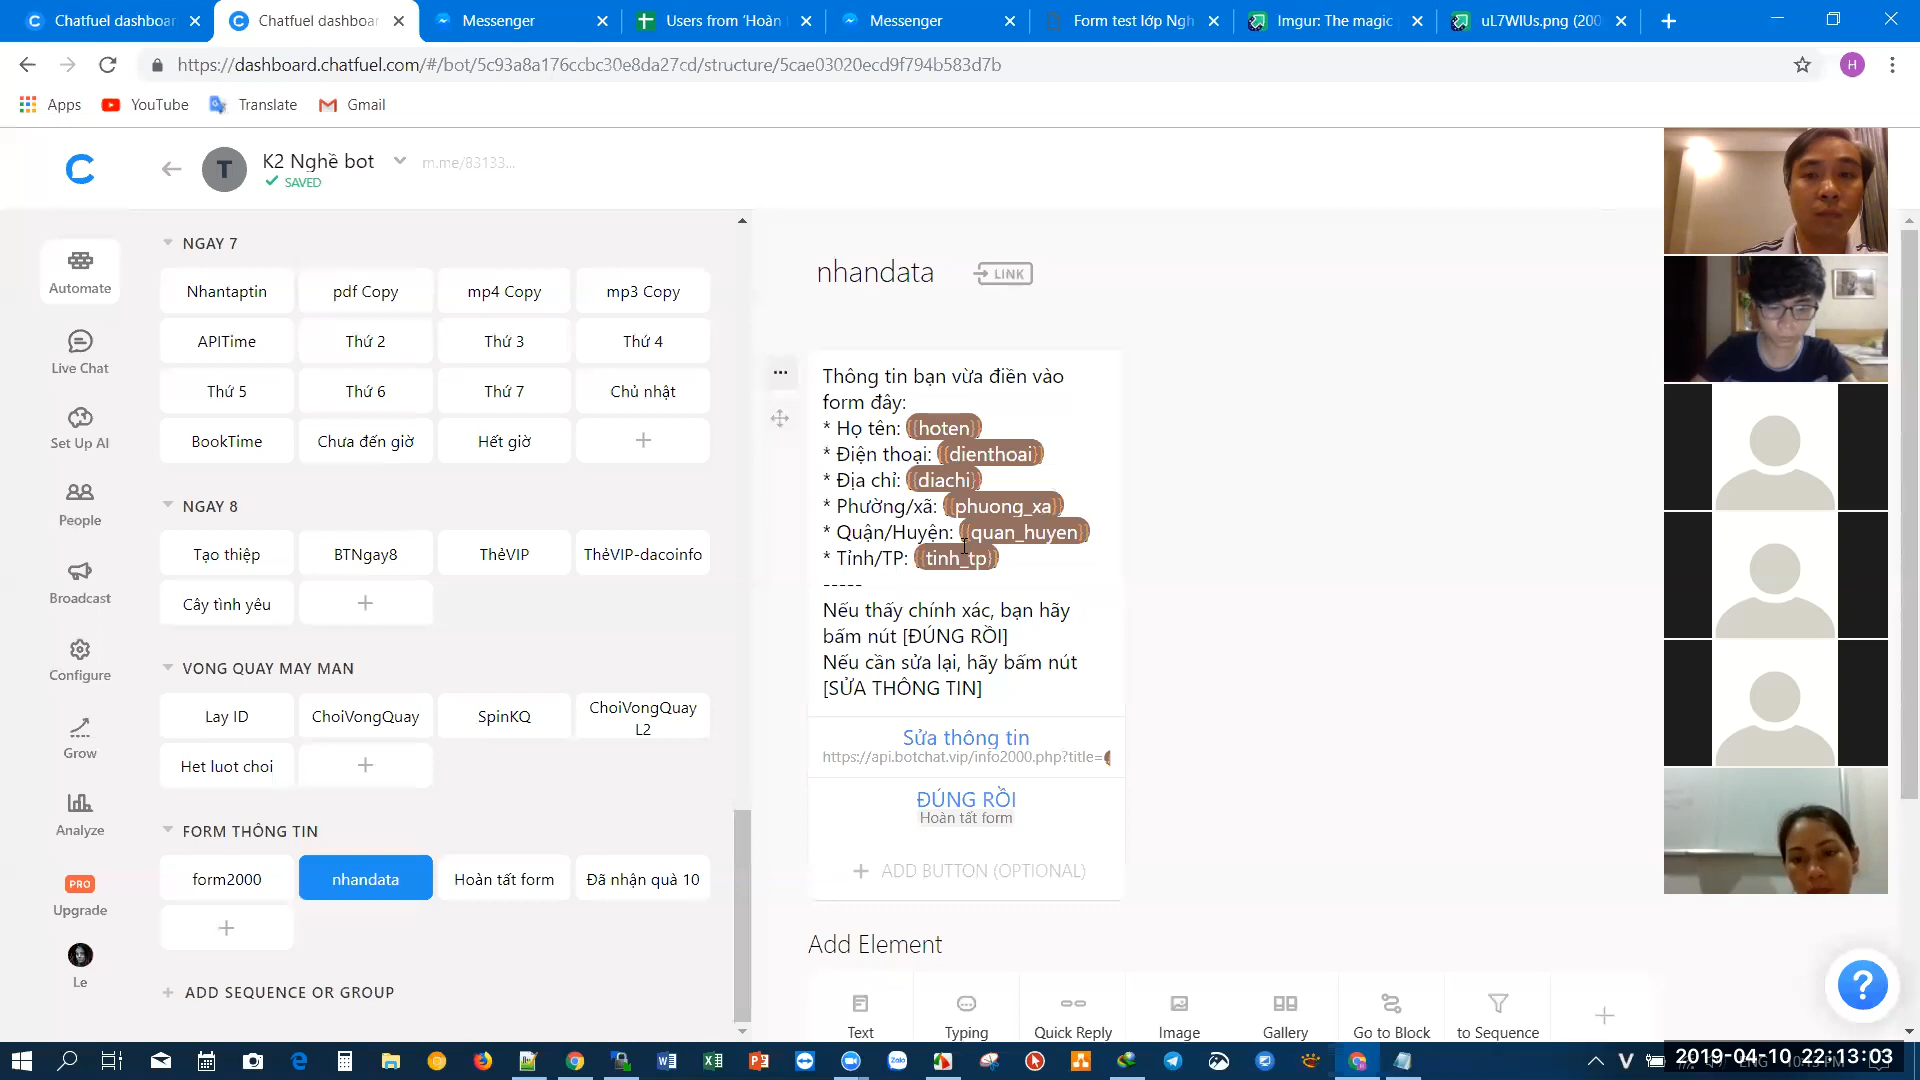 Chatfuel dashboar
Chatfuel dashboar
Messenger
Users from 'Hoàn
Messenger
Form test lớp Ngh
Imgur: The magic
uL7WIUs.png (200
https://dashboard.chatfuel.com/#/bot/5c93a8a176ccbc30e8da27cd/structure/5cae03020ecd9f794b583d7b
H
Apps
YouTube
Translate
Gmail
T
K2 Nghề bot
m.me/83133...
SAVED
Automate
Live Chat
Set Up AI
People
Broadcast
Configure
Grow
Analyze
PRO
Upgrade
Le
NGAY 7
Nhantaptin
pdf Copy
mp4 Copy
mp3 Copy
APITime
Thứ 2
Thứ 3
Thứ 4
Thứ 5
Thứ 6
Thứ 7
Chủ nhật
BookTime
Chưa đến giờ
Hết giờ
NGAY 8
Tạo thiệp
BTNgay8
ThẻVIP
ThẻVIP-dacoinfo
Cây tình yêu
VONG QUAY MAY MAN
Lay ID
ChoiVongQuay
SpinKQ
ChoiVongQuay
L2
Het luot choi
FORM THÔNG TIN
form2000
nhandata
Hoàn tất form
Đã nhận quà 10
ADD SEQUENCE OR GROUP
nhandata
LINK
Thông tin bạn vừa điền vào
form đây:
* Họ tên: {{hoten}}
* Điện thoại: {{dienthoai}}
* Địa chỉ: {{diachi}}
* Phường/xã: {{phuong_xa}}
* Quận/Huyện: {{quan_huyen}}
* Tỉnh/TP: {{tinh_tp}}
-----
Nếu thấy chính xác, bạn hãy
bấm nút [ĐÚNG RỒI]
Nếu cần sửa lại, hãy bấm nút
[SỬA THÔNG TIN]
Sửa thông tin
https://api.botchat.vip/info2000.php?title=
ĐÚNG RỒI
Hoàn tất form
ADD BUTTON (OPTIONAL)
Add Element
Text
Typing
Quick Reply
Image
Gallery
Go to Block
to Sequence
2019-04-10 22:13:03